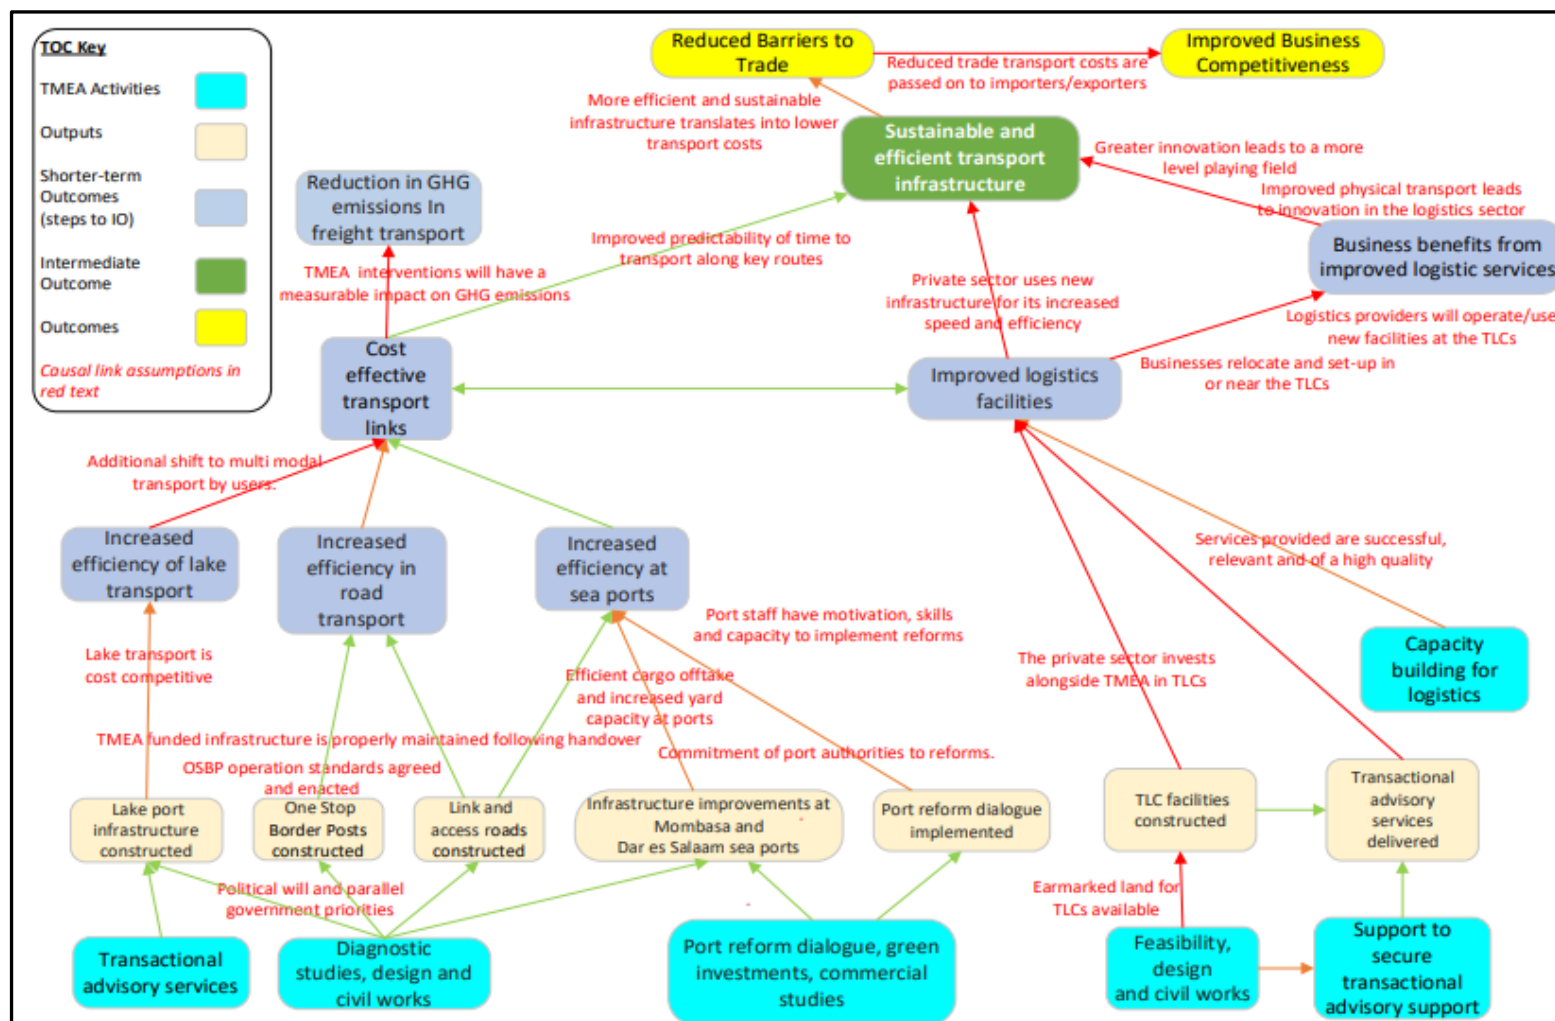 TOC Key
TMEA Activities
Outputs
Shorter-term
Outcomes
(steps to IO)
Intermediate
Outcome
Outcomes
Causal link assumptions in
red text
Reduced Barriers to
Trade
Reduced trade transport costs are
passed on to importers/exporters
Improved Business
Competitiveness
More efficient and sustainable
infrastructure translates into lower
transport costs
Sustainable and
efficient transport
infrastructure
Greater innovation leads to a more
level playing field
Improved physical transport leads
to innovation in the logistics sector
Reduction in GHG
emissions In
freight transport
Improved predictability of time to
transport along key routes
Business benefits from
improved logistic services
TMEA interventions will have a
measurable impact on GHG emissions
Private sector uses new
infrastructure for its increased
speed and efficiency
Logistics providers will operate/use
new facilities at the TLCs
Cost
effective
transport
links
Improved logistics
facilities
Businesses relocate and set-up in
or near the TLCs
Additional shift to multi modal
transport by users.
Increased
efficiency of lake
transport
Increased
efficiency in
road
transport
Increased
efficiency at
sea ports
Services provided are successful,
relevant and of a high quality
Port staff have motivation, skills
and capacity to implement reforms
Lake transport is
cost competitive
Efficient cargo offtake
and increased yard
capacity at ports
The private sector invests
alongside TMEA in TLCs
Capacity
building for
logistics
TMEA funded infrastructure is properly maintained following handover
OSBP operation standards agreed
and enacted
Commitment of port authorities to reforms.
Lake port
infrastructure
constructed
One Stop
Border Posts
constructed
Link and
access roads
constructed
Infrastructure improvements at
Mombasa and
Dar es Salaam sea ports
Port reform dialogue
implemented
TLC facilities
constructed
Transactional
advisory
services
delivered
Political will and parallel
government priorities
Earmarked land for
TLCs available
Transactional
advisory services
Diagnostic
studies, design and
civil works
Port reform dialogue, green
investments, commercial
studies
Feasibility,
design
and civil works
Support to
secure
transactional
advisory support